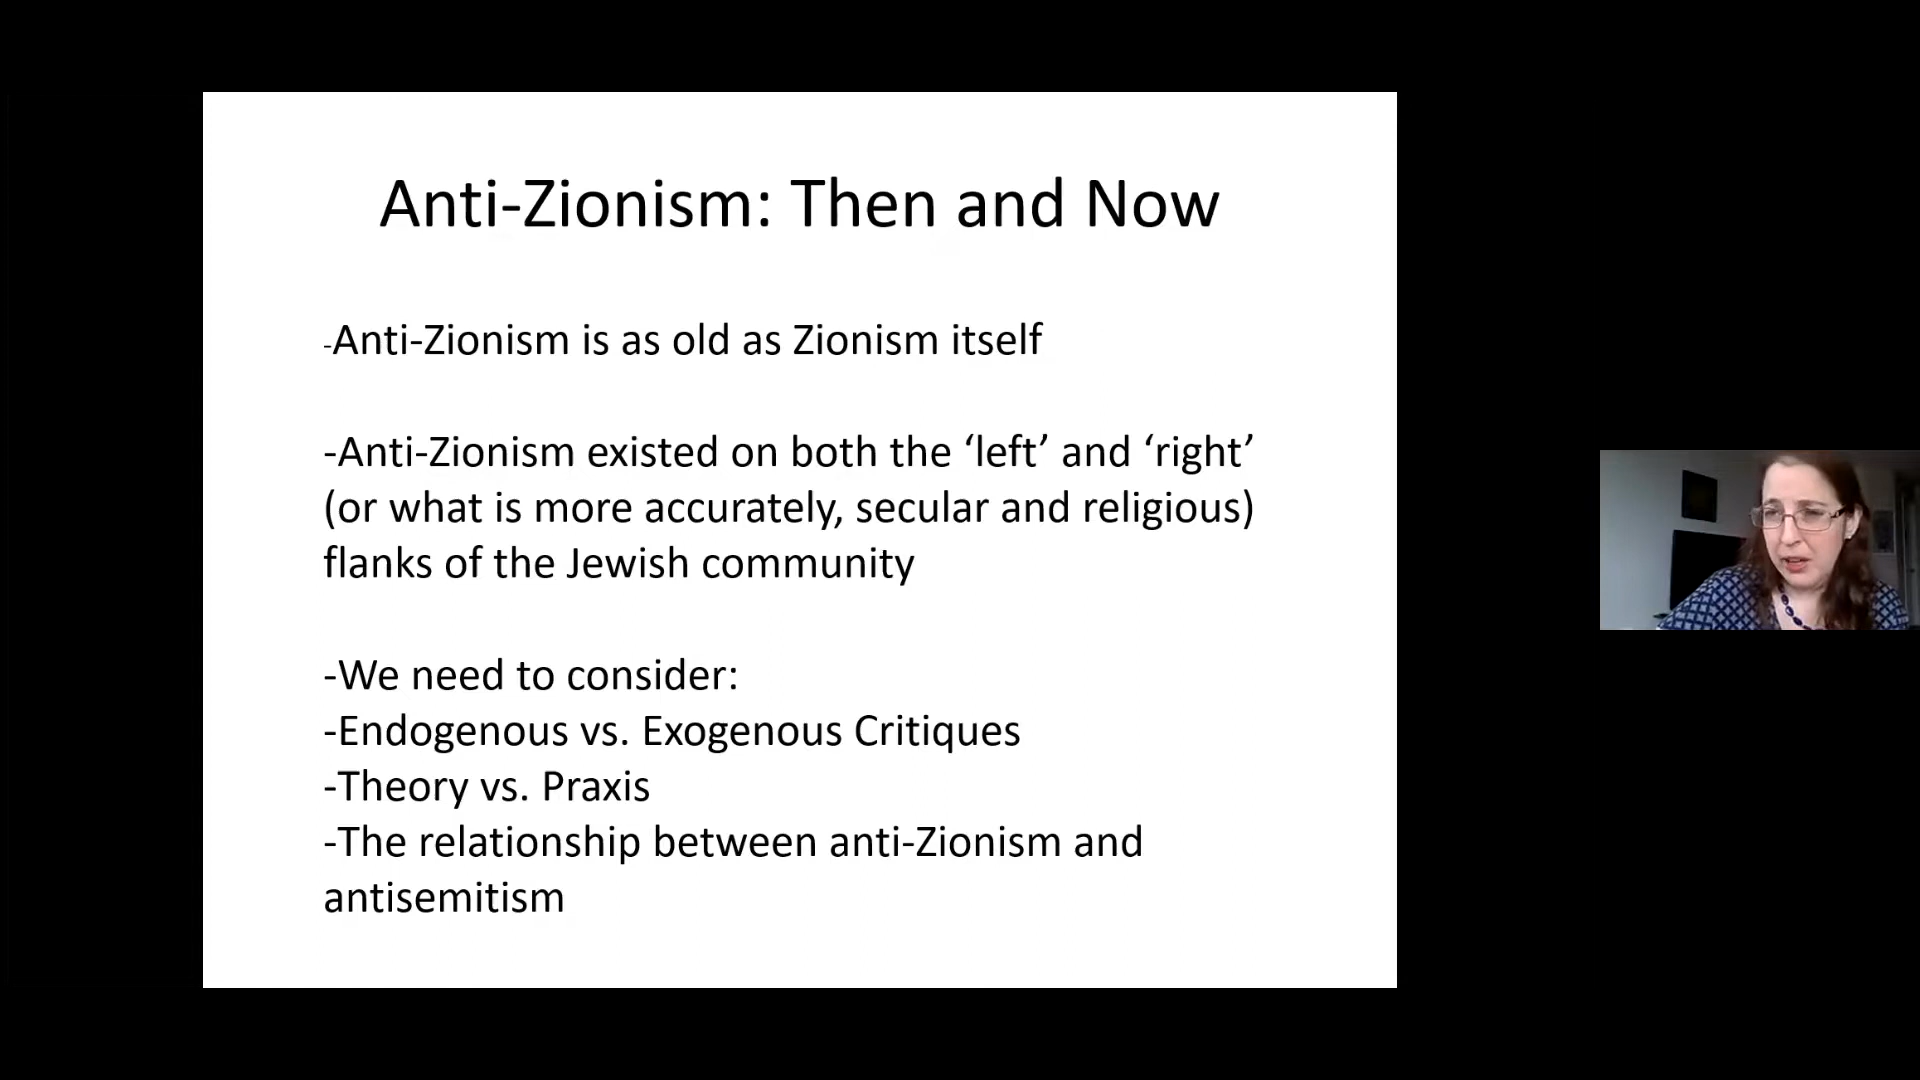 Anti-Zionism: Then and Now
-Anti-Zionism is as old as Zionism itself
-Anti-Zionism existed on both the ‘left’ and ‘right’
(or what is more accurately, secular and religious)
flanks of the Jewish community
-We need to consider:
-Endogenous vs. Exogenous Critiques
-Theory vs. Praxis
-The relationship between anti-Zionism and
antisemitism